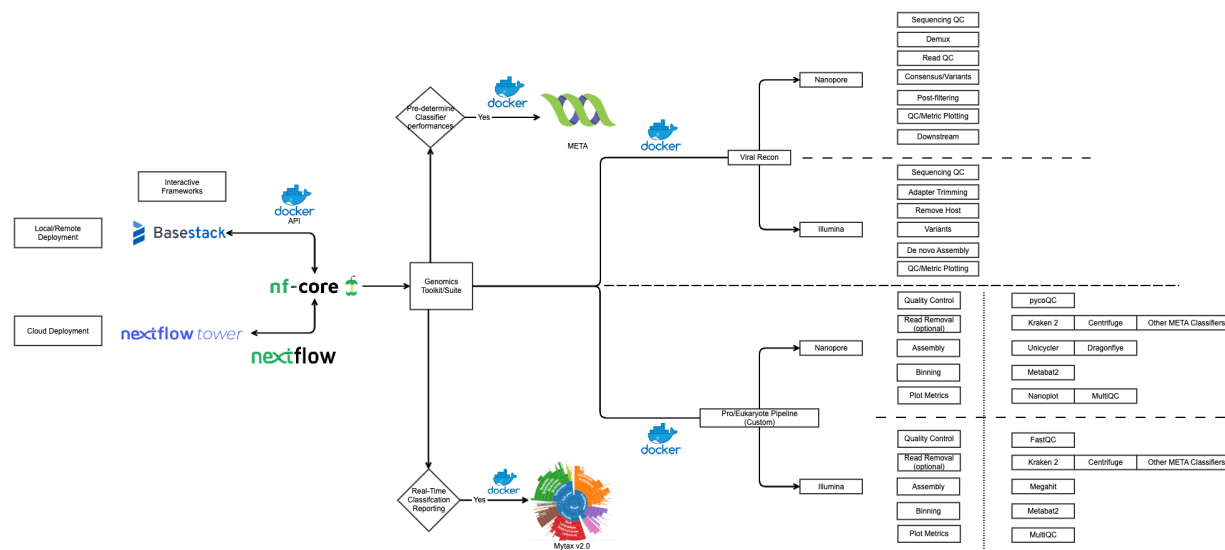 Local/Remote
Deployment
Cloud Deployment
Interactive
Frameworks
Basestack
docker
API
nf-core
nextflow tower
nextflow
Genomics
Toolkit/Suite
Pre-determine
Classifier
performances
Yes
docker
META
Real-Time
Classifcation
Reporting
Yes
docker
Mytax v2.0
docker
Viral Recon
Nanopore
Sequencing QC
Demux
Read QC
Consensus/Variants
Post-filtering
QC/Metric Plotting
Downstream
Illumina
Sequencing QC
Adapter Trimming
Remove Host
Variants
De novo Assembly
QC/Metric Plotting
docker
Pro/Eukaryote Pipeline
(Custom)
Nanopore
Quality Control
pycoQC
Read Removal
(optional)
Kraken 2
Centrifuge
Other META Classifiers
Assembly
Unicycler
Dragonflye
Binning
Metabat2
Plot Metrics
Nanoplot
MultiQC
Illumina
Quality Control
FastQC
Read Removal
(optional)
Kraken 2
Centrifuge
Other META Classifiers
Assembly
Megahit
Binning
Metabat2
Plot Metrics
MultiQC